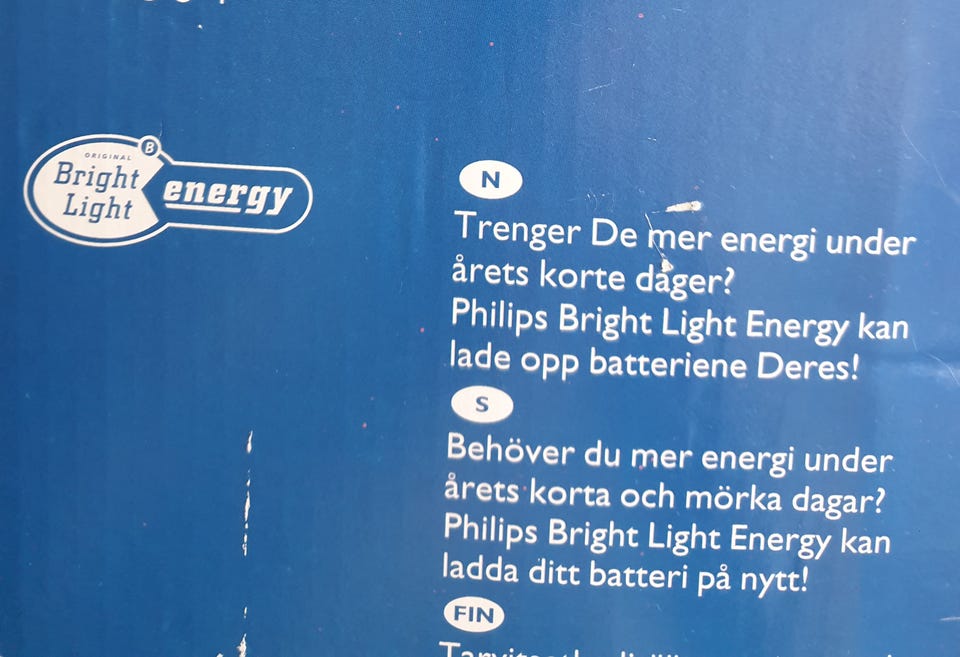 ORIGINAL
B
Bright
Light
energy
N
Trenger De mer energi under
årets korte dager?
Philips Bright Light Energy kan
lade opp batteriene Deres!
S
Behöver du mer energi under
årets korta och mörka dagar?
Philips Bright Light Energy kan
ladda ditt batteri på nytt!
FIN